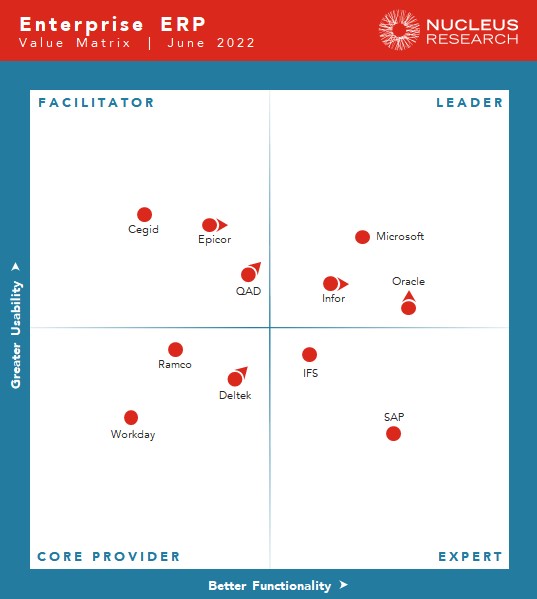 Enterprise ERP
Value Matrix | June 2022
NUCLEUS
RESEARCH
FACILITATOR
LEADER
Cegid
Epicor
Microsoft
QAD
Infor
Oracle
Ramco
IFS
Deltek
Workday
SAP
CORE PROVIDER
EXPERT
Greater Usability
Better Functionality